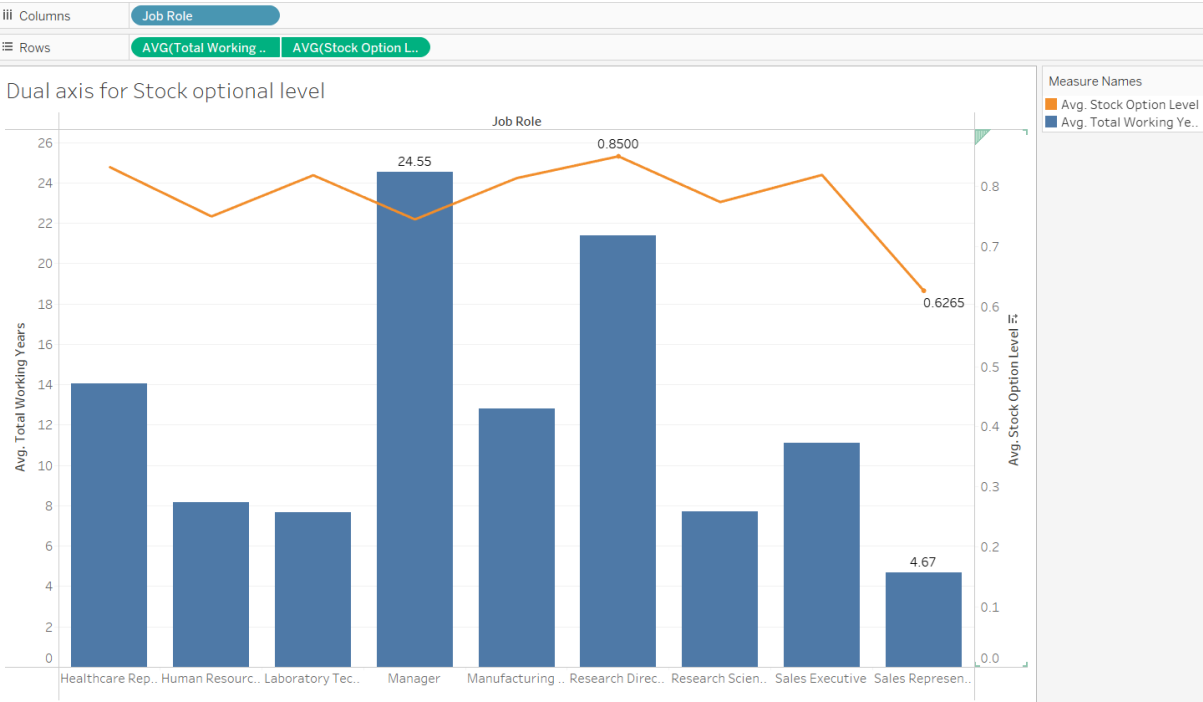 Columns
Job Role
Rows
AVG(Total Working ..
AVG(Stock Option L..
Dual axis for Stock optional level
Measure Names
Avg. Stock Option Level
Avg. Total Working Ye..
Job Role
26
24
22
20
18
16
14
12
10
8
6
4
2
0
Avg. Total Working Years
24.55
0.8500
0.6265
4.67
0.8
0.7
0.6
0.5
0.4
0.3
0.2
0.1
0.0
Avg. Stock Option Level
Healthcare Rep..
Human Resourc..
Laboratory Tec..
Manager
Manufacturing ..
Research Direc..
Research Scien..
Sales Executive
Sales Represen..